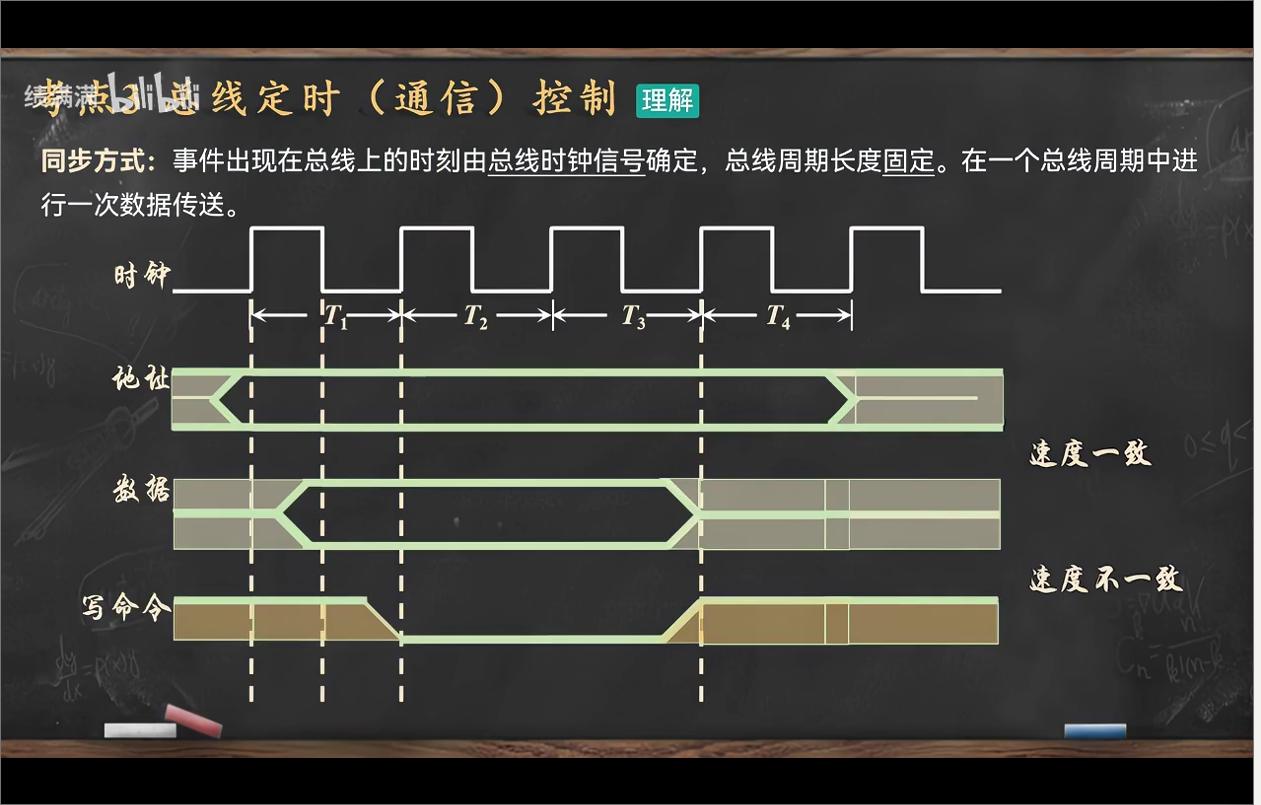 考点3 总线定时（通信）控制 理解
绩满满 bilibili
同步方式：事件出现在总线上的时刻由总线时钟信号确定，总线周期长度固定。在一个总线周期中进
行一次数据传送。
时钟
T1 T2 T3 T4
地址
速度一致
数据
速度不一致
写命令